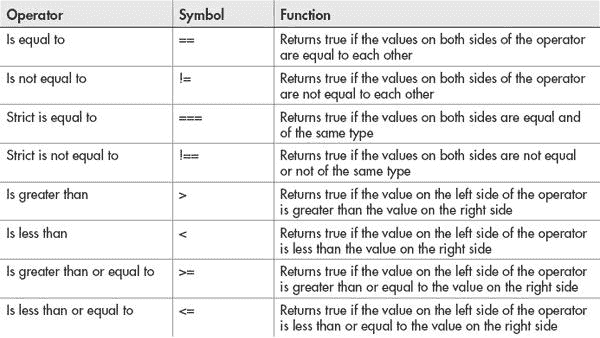 Operator Symbol Function
Is equal to == Returns true if the values on both sides of the operator
are equal to each other
Is not equal to != Returns true if the values on both sides of the operator
are not equal to each other
Strict is equal to === Returns true if the values on both sides are equal and
of the same type
Strict is not equal to !== Returns true if the values on both sides are not equal
or not of the same type
Is greater than > Returns true if the value on the left side of the operator
is greater than the value on the right side
Is less than < Returns true if the value on the left side of the operator
is less than the value on the right side
Is greater than or equal to >= Returns true if the value on the left side of the operator
is greater than or equal to the value on the right side
Is less than or equal to <= Returns true if the value on the left side of the operator
is less than or equal to the value on the right side